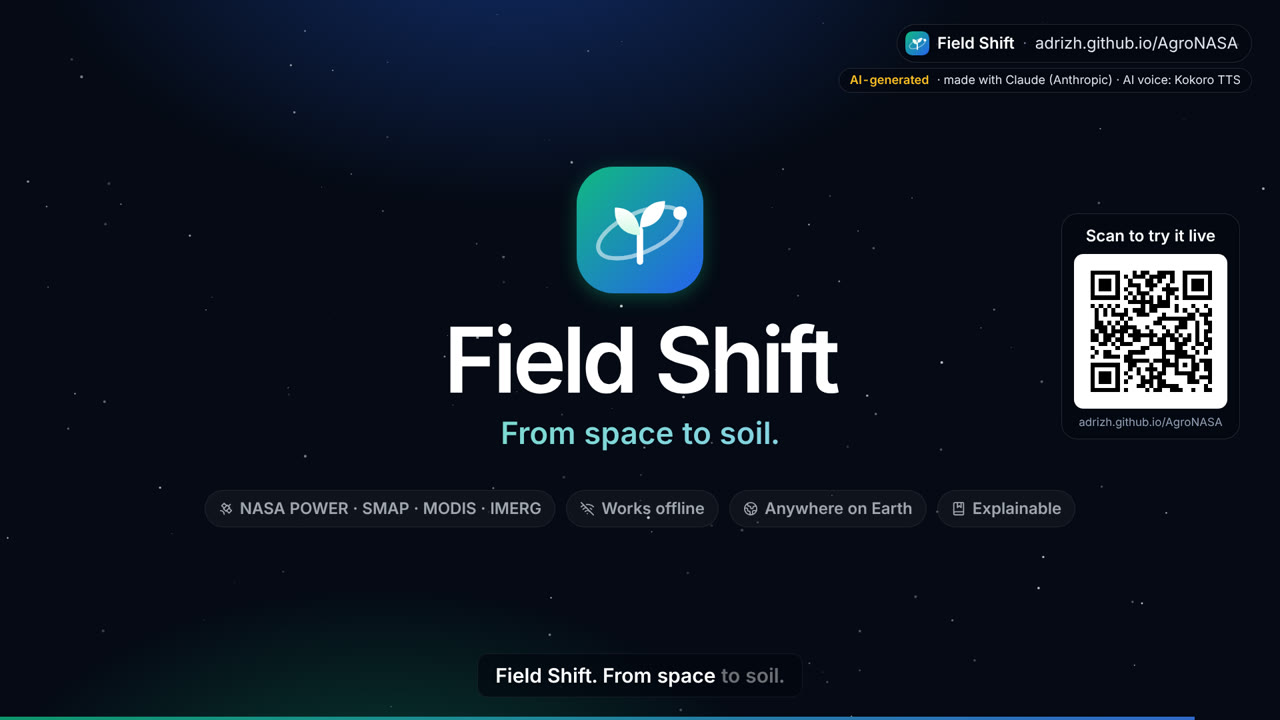 Field Shift · adrizh.github.io/AgroNASA
AI-generated · made with Claude (Anthropic) · AI voice: Kokoro TTS
Scan to try it live
adrizh.github.io/AgroNASA
Field Shift
From space to soil.
NASA POWER · SMAP · MODIS · IMERG
Works offline
Anywhere on Earth
Explainable
Field Shift. From space to soil.